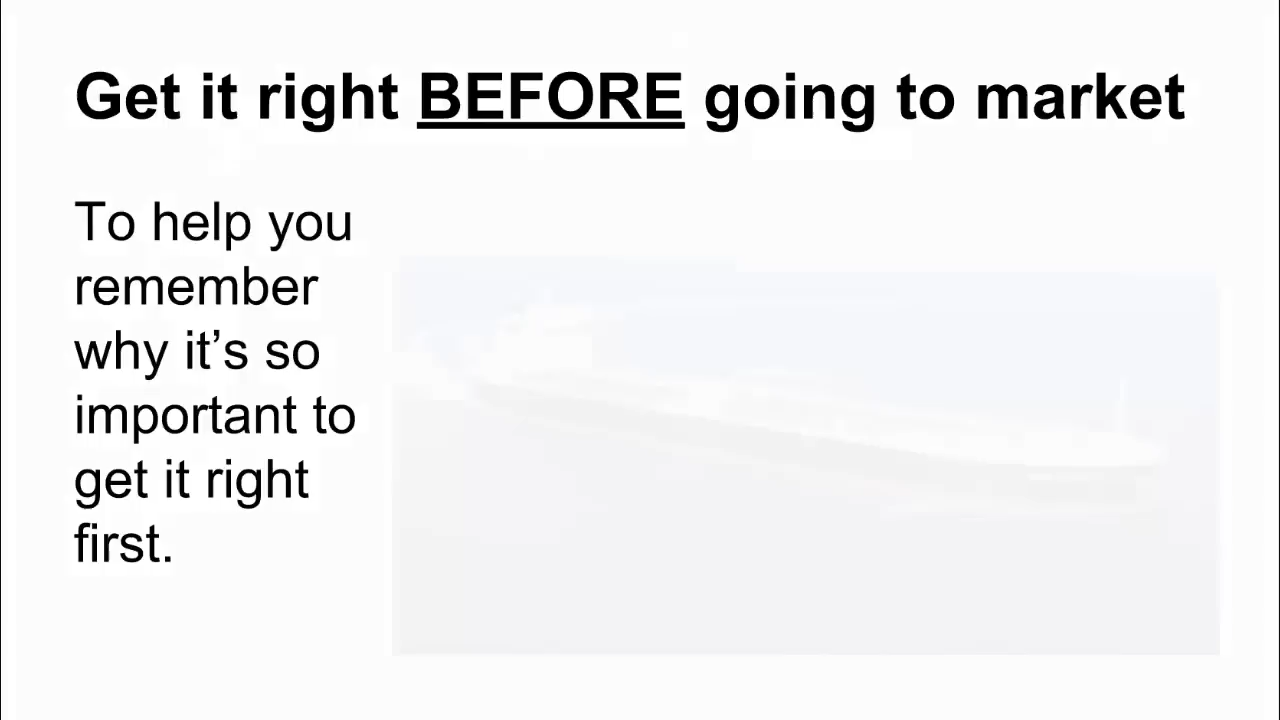 Get it right BEFORE going to market
To help you
remember
why it’s so
important to
get it right
first.